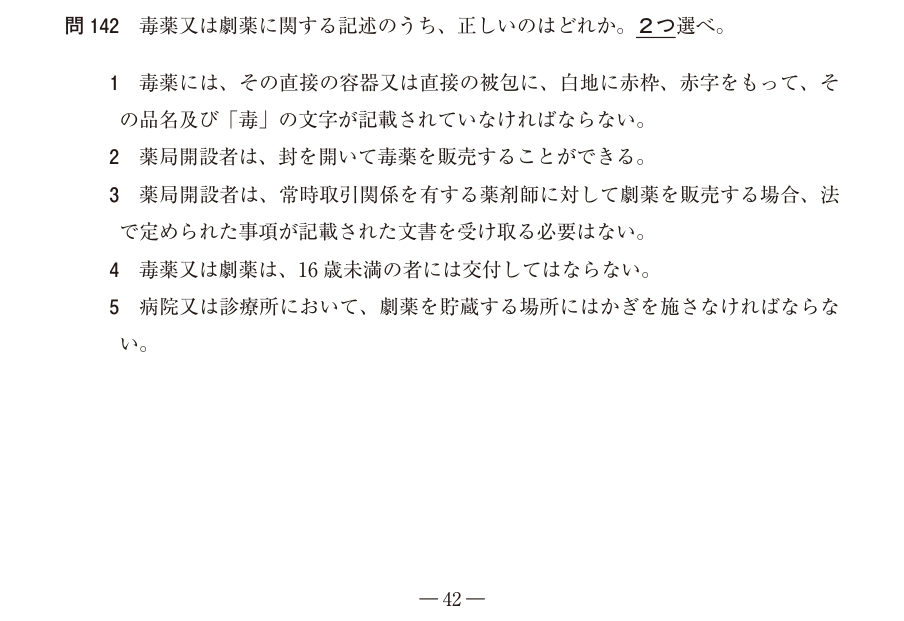 問 142　毒薬又は劇薬に関する記述のうち、正しいのはどれか。２つ選べ。
1　毒薬には、その直接の容器又は直接の被包に、白地に赤枠、赤字をもって、そ
の品名及び「毒」の文字が記載されていなければならない。
2　薬局開設者は、封を開いて毒薬を販売することができる。
3　薬局開設者は、常時取引関係を有する薬剤師に対して劇薬を販売する場合、法
で定められた事項が記載された文書を受け取る必要はない。
4　毒薬又は劇薬は、16 歳未満の者には交付してはならない。
5　病院又は診療所において、劇薬を貯蔵する場所にはかぎを施さなければならな
い。
— 42 —